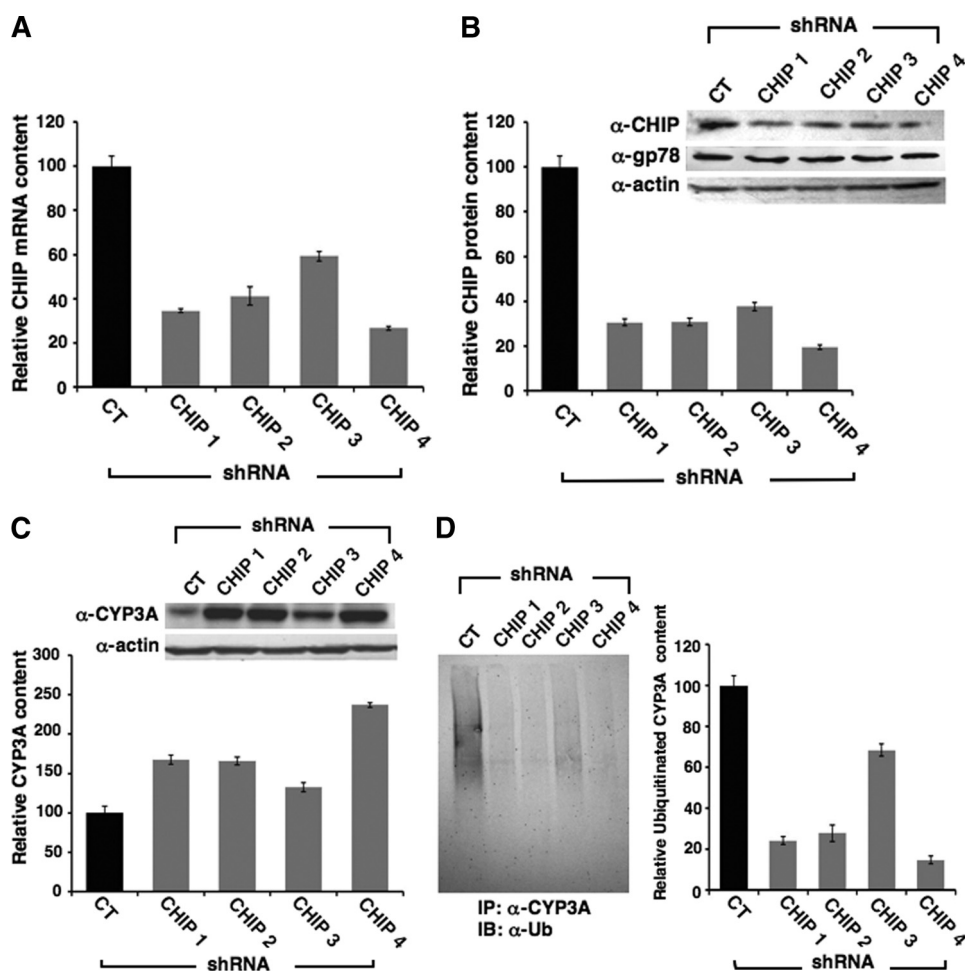 A
Relative CHIP mRNA content
120
100
80
60
40
20
0
CT
CHIP 1
CHIP 2
CHIP 3
CHIP 4
shRNA
B
shRNA
CT
CHIP 1
CHIP 2
CHIP 3
CHIP 4
α-CHIP
α-gp78
α-actin
Relative CHIP protein content
120
100
80
60
40
20
0
CT
CHIP 1
CHIP 2
CHIP 3
CHIP 4
shRNA
C
shRNA
CT
CHIP 1
CHIP 2
CHIP 3
CHIP 4
α-CYP3A
α-actin
Relative CYP3A content
300
250
200
150
100
50
0
CT
CHIP 1
CHIP 2
CHIP 3
CHIP 4
shRNA
D
shRNA
CT
CHIP 1
CHIP 2
CHIP 3
CHIP 4
IP: α-CYP3A
IB: α-Ub
Relative Ubiquitinated CYP3A content
120
100
80
60
40
20
0
CT
CHIP 1
CHIP 2
CHIP 3
CHIP 4
shRNA